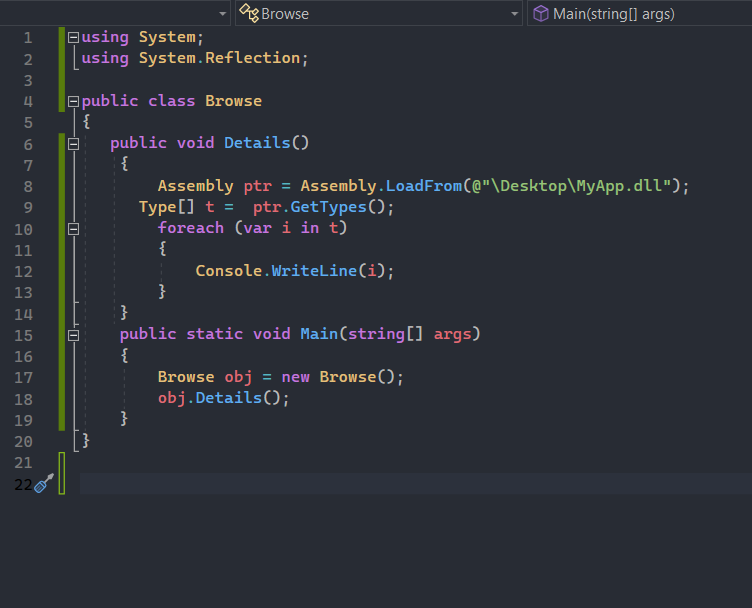 Browse Main(string[] args)
1 using System;
2 using System.Reflection;
3
4 public class Browse
5 {
6 public void Details()
7 {
8 Assembly ptr = Assembly.LoadFrom(@"\Desktop\MyApp.dll");
9 Type[] t =  ptr.GetTypes();
10 foreach (var i in t)
11 {
12 Console.WriteLine(i);
13 }
14 }
15 public static void Main(string[] args)
16 {
17 Browse obj = new Browse();
18 obj.Details();
19 }
20 }
21
22